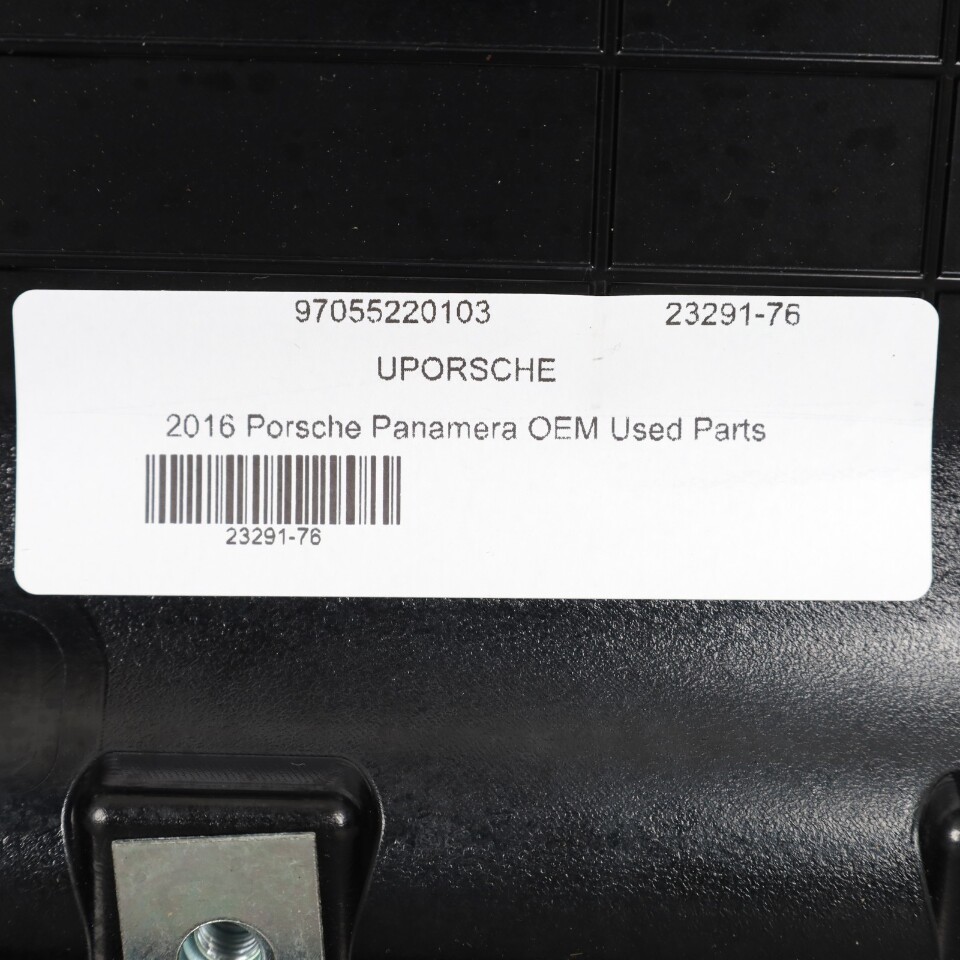 97055220103 23291-76
UPORSCHE
2016 Porsche Panamera OEM Used Parts
23291-76